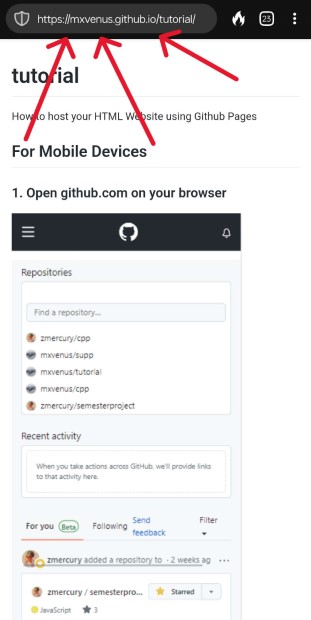 https://mxvenus.github.io/tutorial/
23
tutorial
How to host your HTML Website using Github Pages
For Mobile Devices
1. Open github.com on your browser
Repositories
Find a repository...
zmercury/cpp
mxvenus/supp
mxvenus/tutorial
mxvenus/cpp
zmercury/semesterproject
Recent activity
When you take actions across GitHub, we'll provide links
to that activity here.
For you Beta Following Send feedback Filter
zmercury added a repository to · 2 weeks ag ...
zmercury / semesterpro... Starred
JavaScript 3